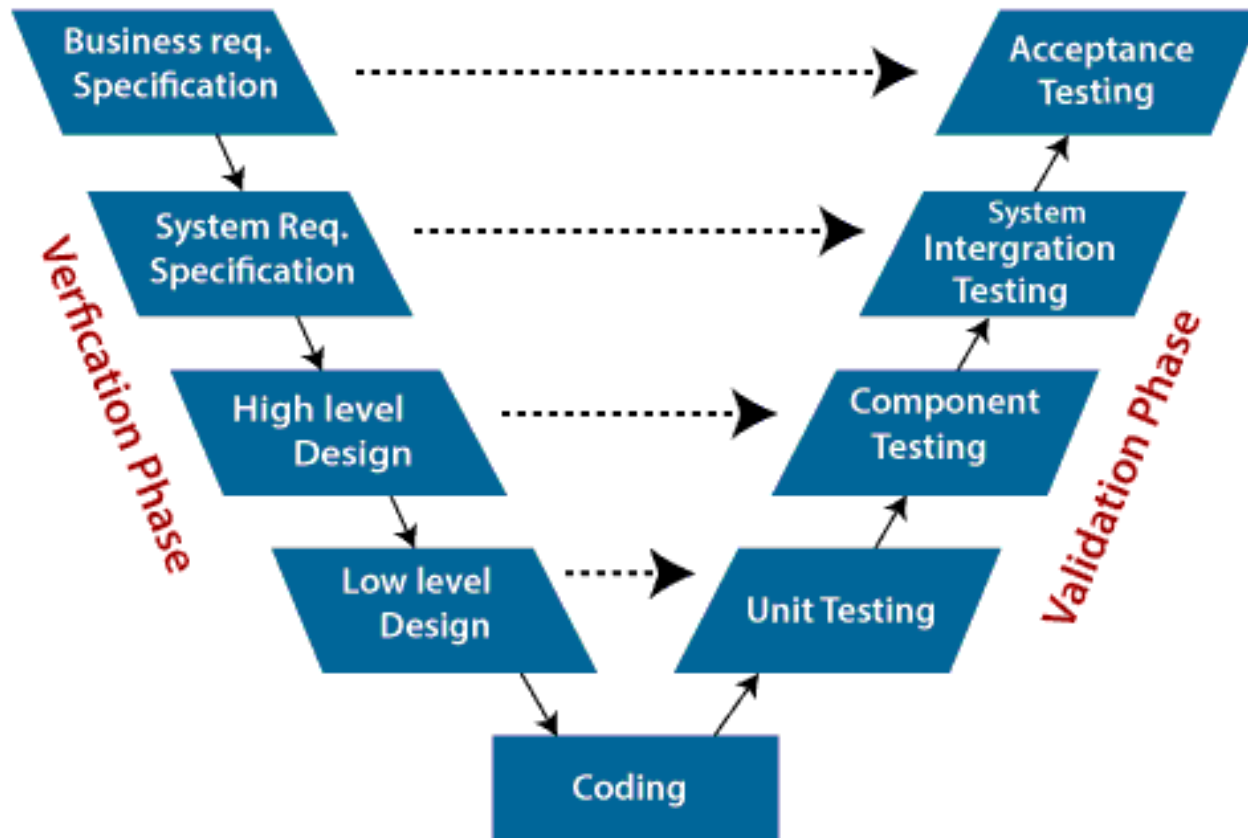 Business req.
Specification
Acceptance
Testing
System Req.
Specification
System
Intergration
Testing
Verfication Phase
High level
Design
Component
Testing
Validation Phase
Low level
Design
Unit Testing
Coding